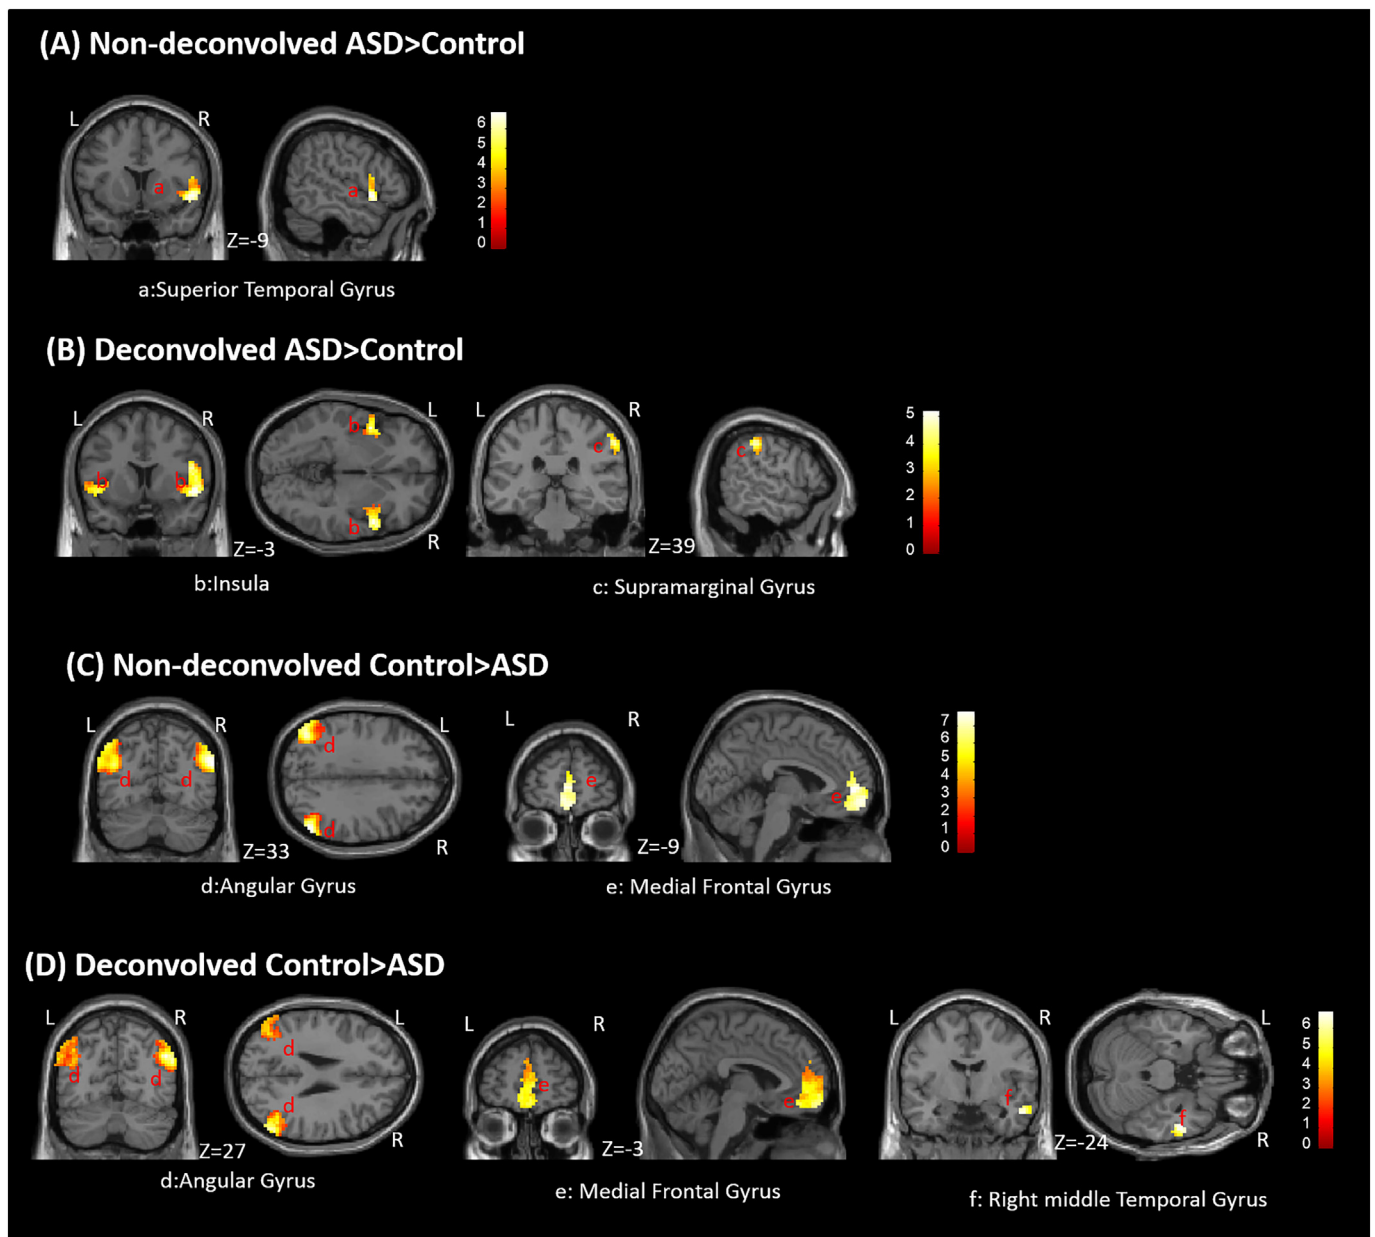 (A) Non-deconvolved ASD>Control
L R
6
5
4
3
2
1
0
a a
Z=-9
a:Superior Temporal Gyrus
(B) Deconvolved ASD>Control
L R L L R
5
4
3
2
1
0
b b b b c c
R
Z=-3 Z=39
b:Insula c: Supramarginal Gyrus
(C) Non-deconvolved Control>ASD
L R L L R
7
6
5
4
3
2
1
0
d d d d e e
R
Z=33 Z=-9
d:Angular Gyrus e: Medial Frontal Gyrus
(D) Deconvolved Control>ASD
L R L L R L R L
6
5
4
3
2
1
0
d d d d e e f f
R R
Z=27 Z=-3 Z=-24
d:Angular Gyrus e: Medial Frontal Gyrus f: Right middle Temporal Gyrus